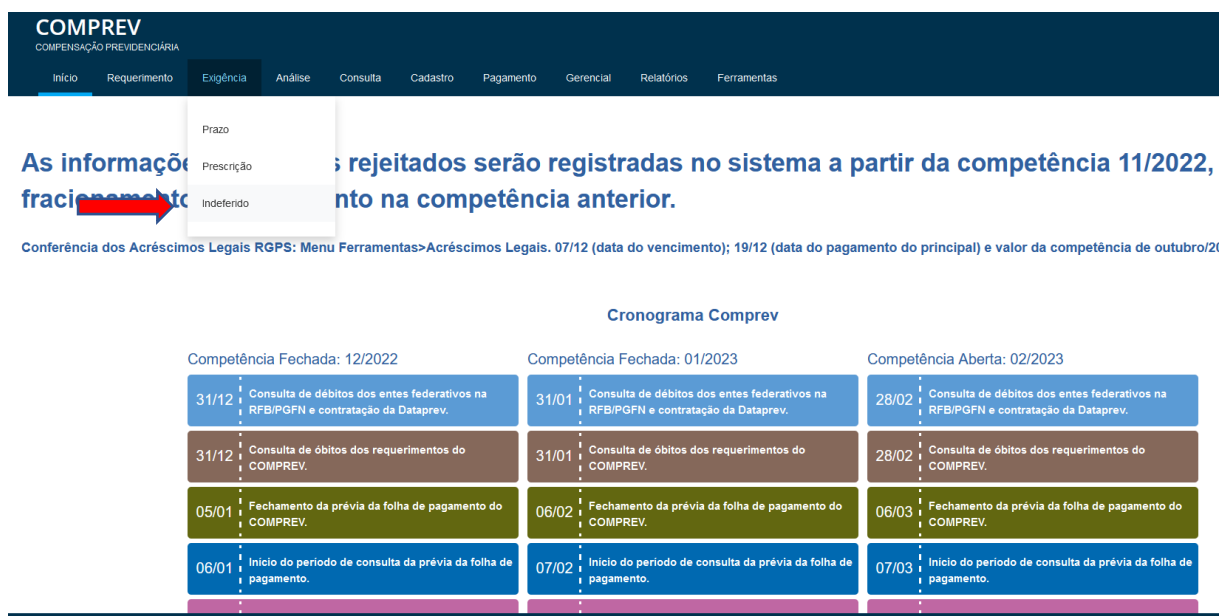 COMPREV
COMPENSAÇÃO PREVIDENCIÁRIA
Início Requerimento Exigência Análise Consulta Cadastro Pagamento Gerencial Relatórios Ferramentas
Prazo
Prescrição
Indeferido
As informaçõe rejeitados serão registradas no sistema a partir da competência 11/2022,
na competência anterior.
Conferência dos Acréscimos Legais RGPS: Menu Ferramentas>Acréscimos Legais. 07/12 (data do vencimento); 19/12 (data do pagamento do principal) e valor da competência de outubro/20
Cronograma Comprev
Competência Fechada: 12/2022
31/12 Consulta de débitos dos entes federativos na
RFB/PGFN e contratação da Dataprev.
31/12 Consulta de óbitos dos requerimentos do
COMPREV.
05/01 Fechamento da prévia da folha de pagamento do
COMPREV.
06/01 Início do período de consulta da prévia da folha de
pagamento.
Competência Fechada: 01/2023
31/01 Consulta de débitos dos entes federativos na
RFB/PGFN e contratação da Dataprev.
31/01 Consulta de óbitos dos requerimentos do
COMPREV.
06/02 Fechamento da prévia da folha de pagamento do
COMPREV.
07/02 Início do período de consulta da prévia da folha de
pagamento.
Competência Aberta: 02/2023
28/02 Consulta de débitos dos entes federativos na
RFB/PGFN e contratação da Dataprev.
28/02 Consulta de óbitos dos requerimentos do
COMPREV.
06/03 Fechamento da prévia da folha de pagamento do
COMPREV.
07/03 Início do período de consulta da prévia da folha de
pagamento.